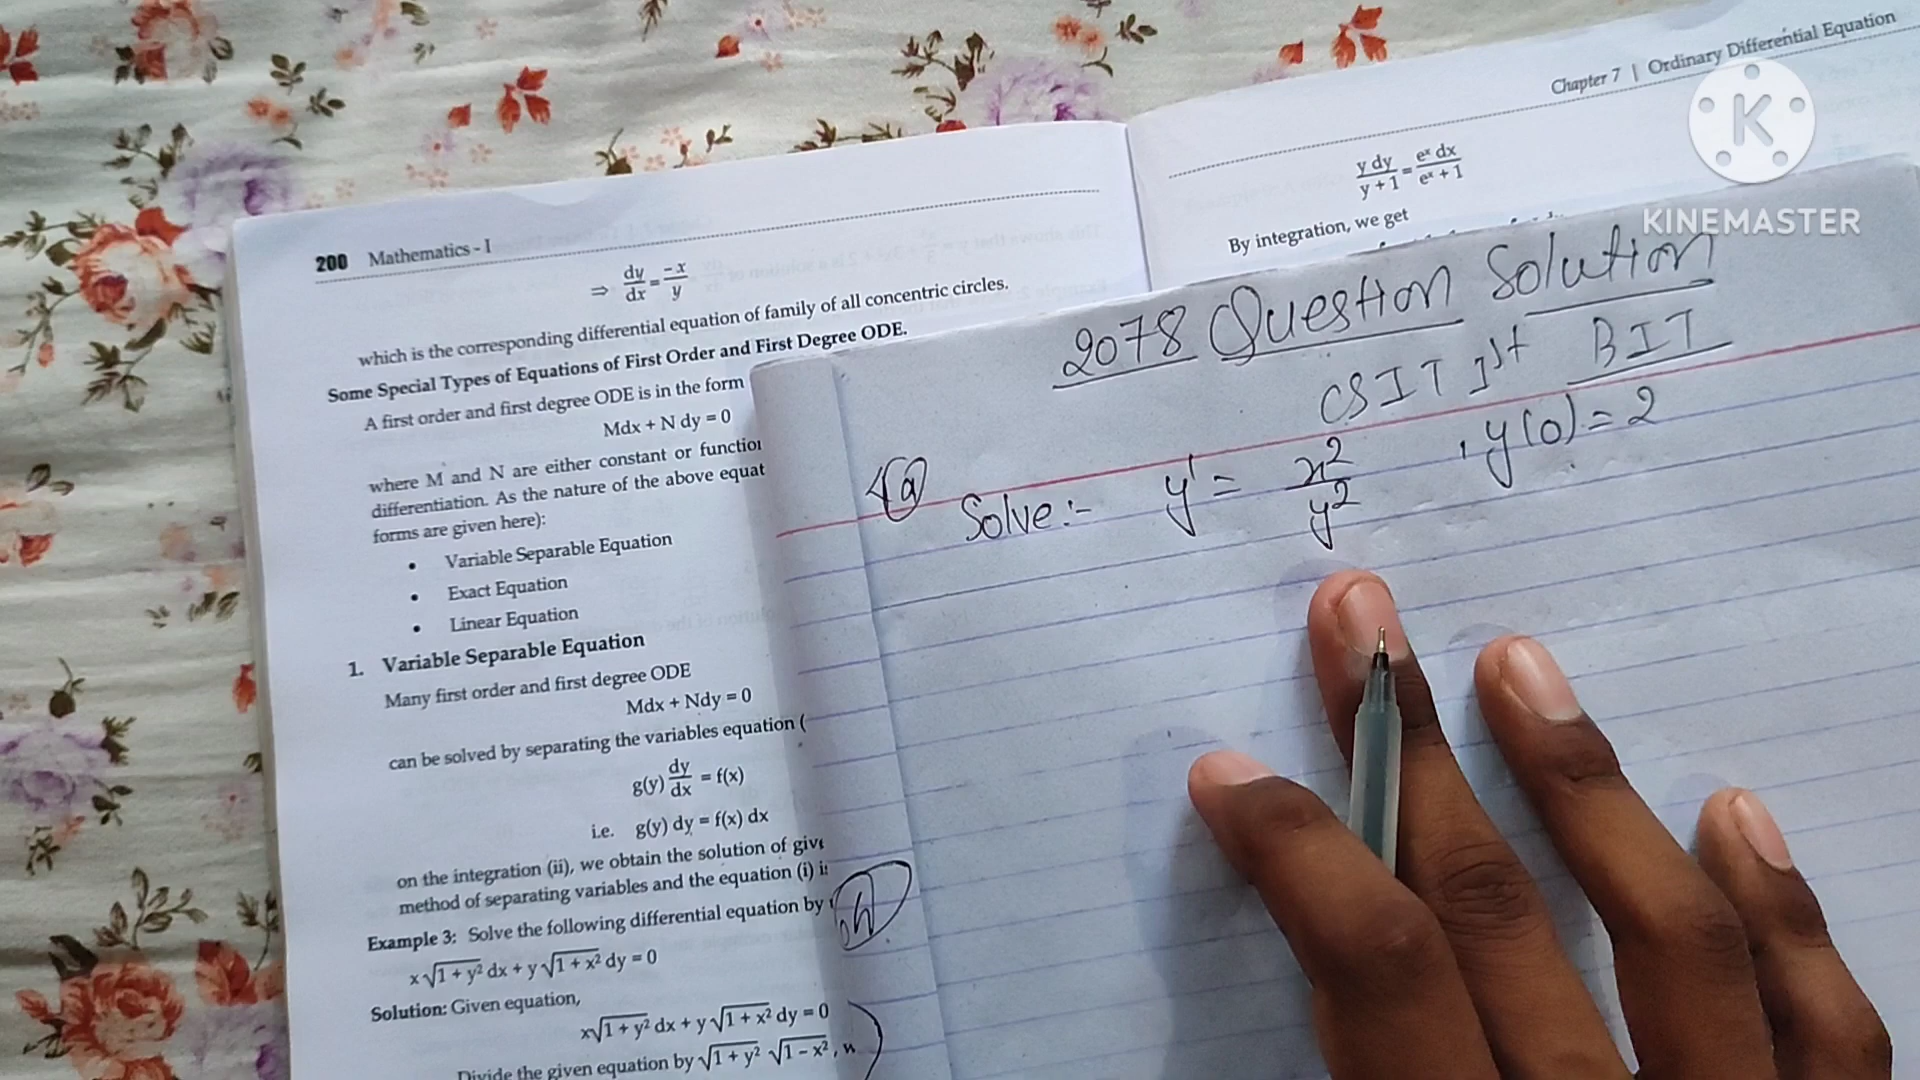 200 Mathematics - I
⇒ dy/dx = -x/y
which is the corresponding differential equation of family of all concentric circles.
Some Special Types of Equations of First Order and First Degree ODE.
A first order and first degree ODE is in the form
Mdx + N dy = 0
where M and N are either constant or
differentiation. As the nature of the above
forms are given here):
• Variable Separable Equation
• Exact Equation
• Linear Equation
1. Variable Separable Equation
Many first order and first degree ODE
Mdx + Ndy = 0
can be solved by separating the variables equation (
g(y) dy/dx = f(x)
i.e. g(y) dy = f(x) dx
on the integration (ii), we obtain the solution of
method of separating variables and the equation (i)
Example 3: Solve the following differential equation by
x√1 + y² dx + y √1 + x² dy = 0
Solution: Given equation,
x√1 + y² dx + y √1 + x² dy = 0
Divide the given equation by √1 + y² √1 − x²,
Chapter 7 | Ordinary Differential Equation
y dy/y + 1 = eˣ dx/eˣ + 1
By integration, we get
K
KINEMASTER
2078 Question Solution
CSIT 1st BIT
Solve:- y' = x²/y² , y(0) = 2